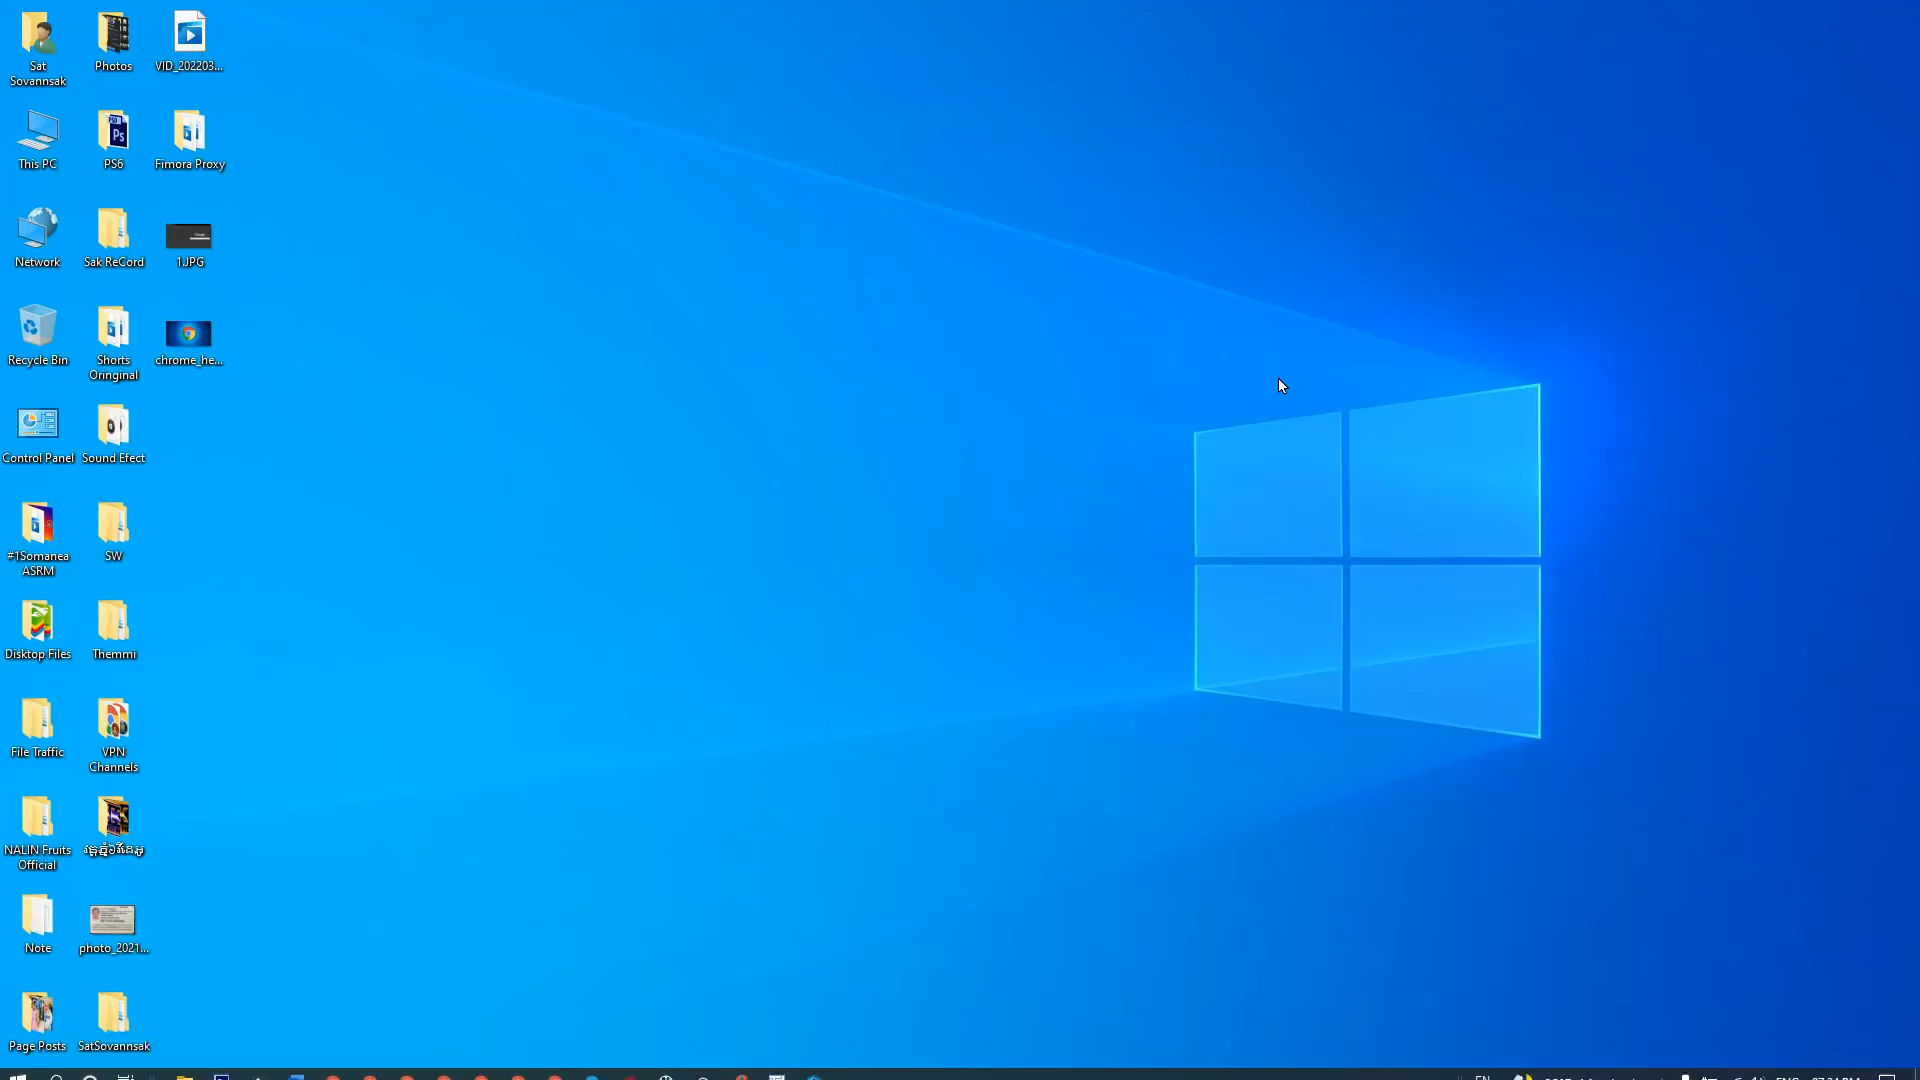 Sat
Sovannsak
Photos
VID_202203...
This PC
PS6
Fimora Proxy
Network
Sak ReCord
1.JPG
Recycle Bin
Shorts
Oringinal
chrome_he...
Control Panel
Sound Efect
#1Somanea
ASRM
SW
Disktop Files
Themmi
File Traffic
VPN
Channels
NALIN Fruits
Official
Note
photo_2021...
Page Posts
SatSovannsak